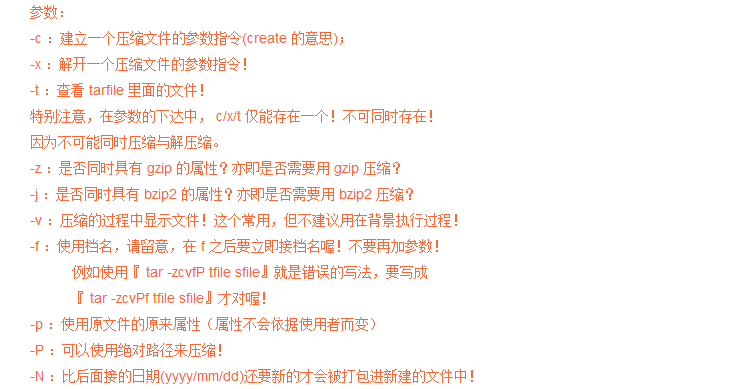 参数：
-c ：建立一个压缩文件的参数指令(create 的意思)；
-x ：解开一个压缩文件的参数指令！
-t ：查看 tarfile 里面的文件！
特别注意，在参数的下达中， c/x/t 仅能存在一个！不可同时存在！
因为不可能同时压缩与解压缩。
-z ：是否同时具有 gzip 的属性？亦即是否需要用 gzip 压缩？
-j ：是否同时具有 bzip2 的属性？亦即是否需要用 bzip2 压缩？
-v ：压缩的过程中显示文件！这个常用，但不建议用在背景执行过程！
-f ：使用档名，请留意，在 f 之后要立即接档名喔！不要再加参数！
例如使用『 tar -zcvfP tfile sfile』就是错误的写法，要写成
『 tar -zcvPf tfile sfile』才对喔！
-p ：使用原文件的原来属性（属性不会依据使用者而变）
-P ：可以使用绝对路径来压缩！
-N ：比后面接的日期(yyyy/mm/dd)还要新的才会被打包进新建的文件中！